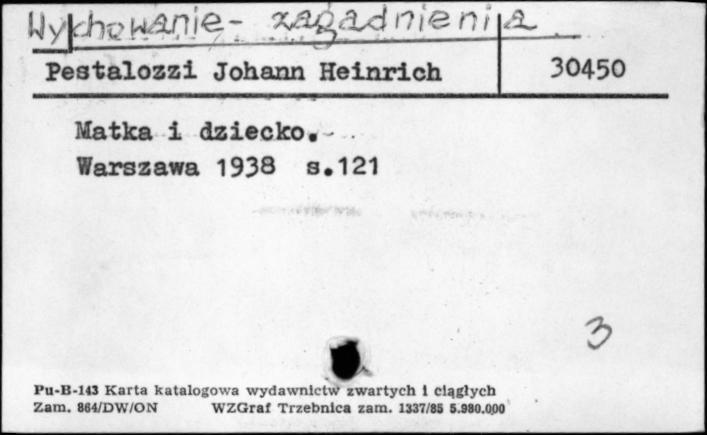 Wychowanie - zagadnienia
Pestalozzi Johann Heinrich 30450
Matka i dziecko.
Warszawa 1938 s.121
3
Pu-B-143 Karta katalogowa wydawnictw zwartych i ciągłych
Zam. 864/DW/ON WZGraf Trzebnica zam. 1337/85 5.980.000